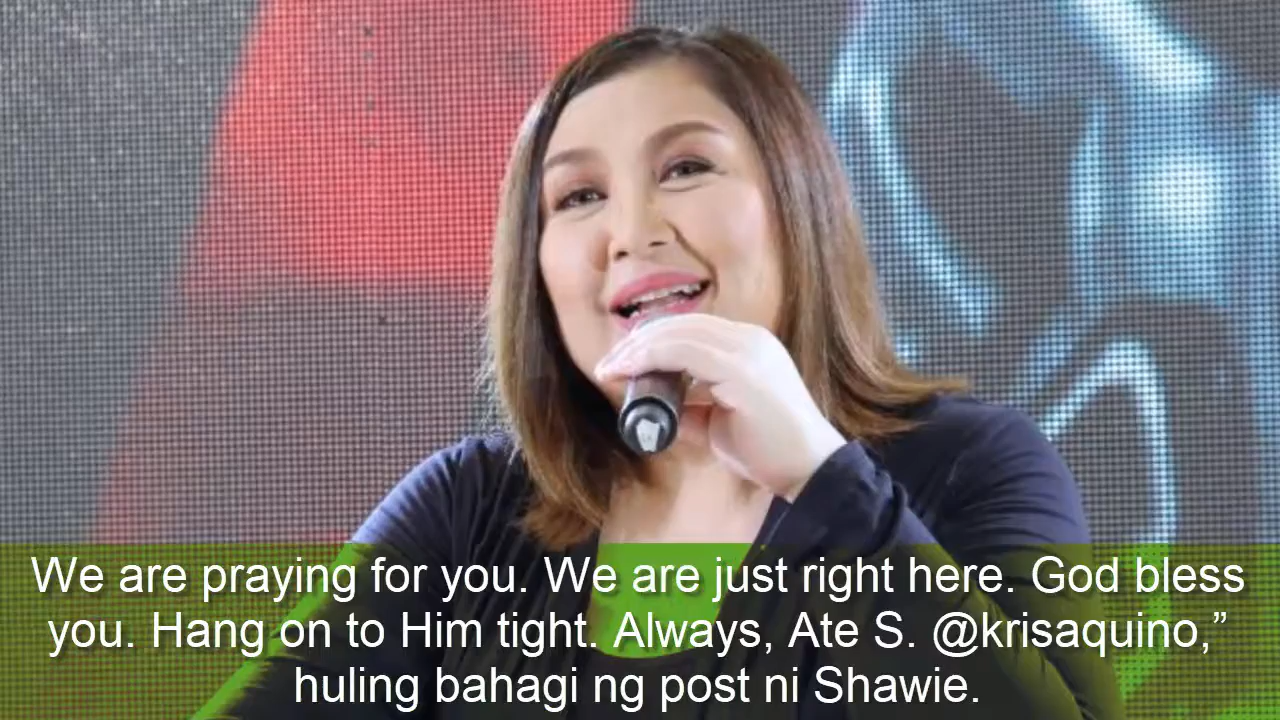 We are praying for you. We are just right here. God bless
you. Hang on to Him tight. Always, Ate S. @krisaquino,”
huling bahagi ng post ni Shawie.